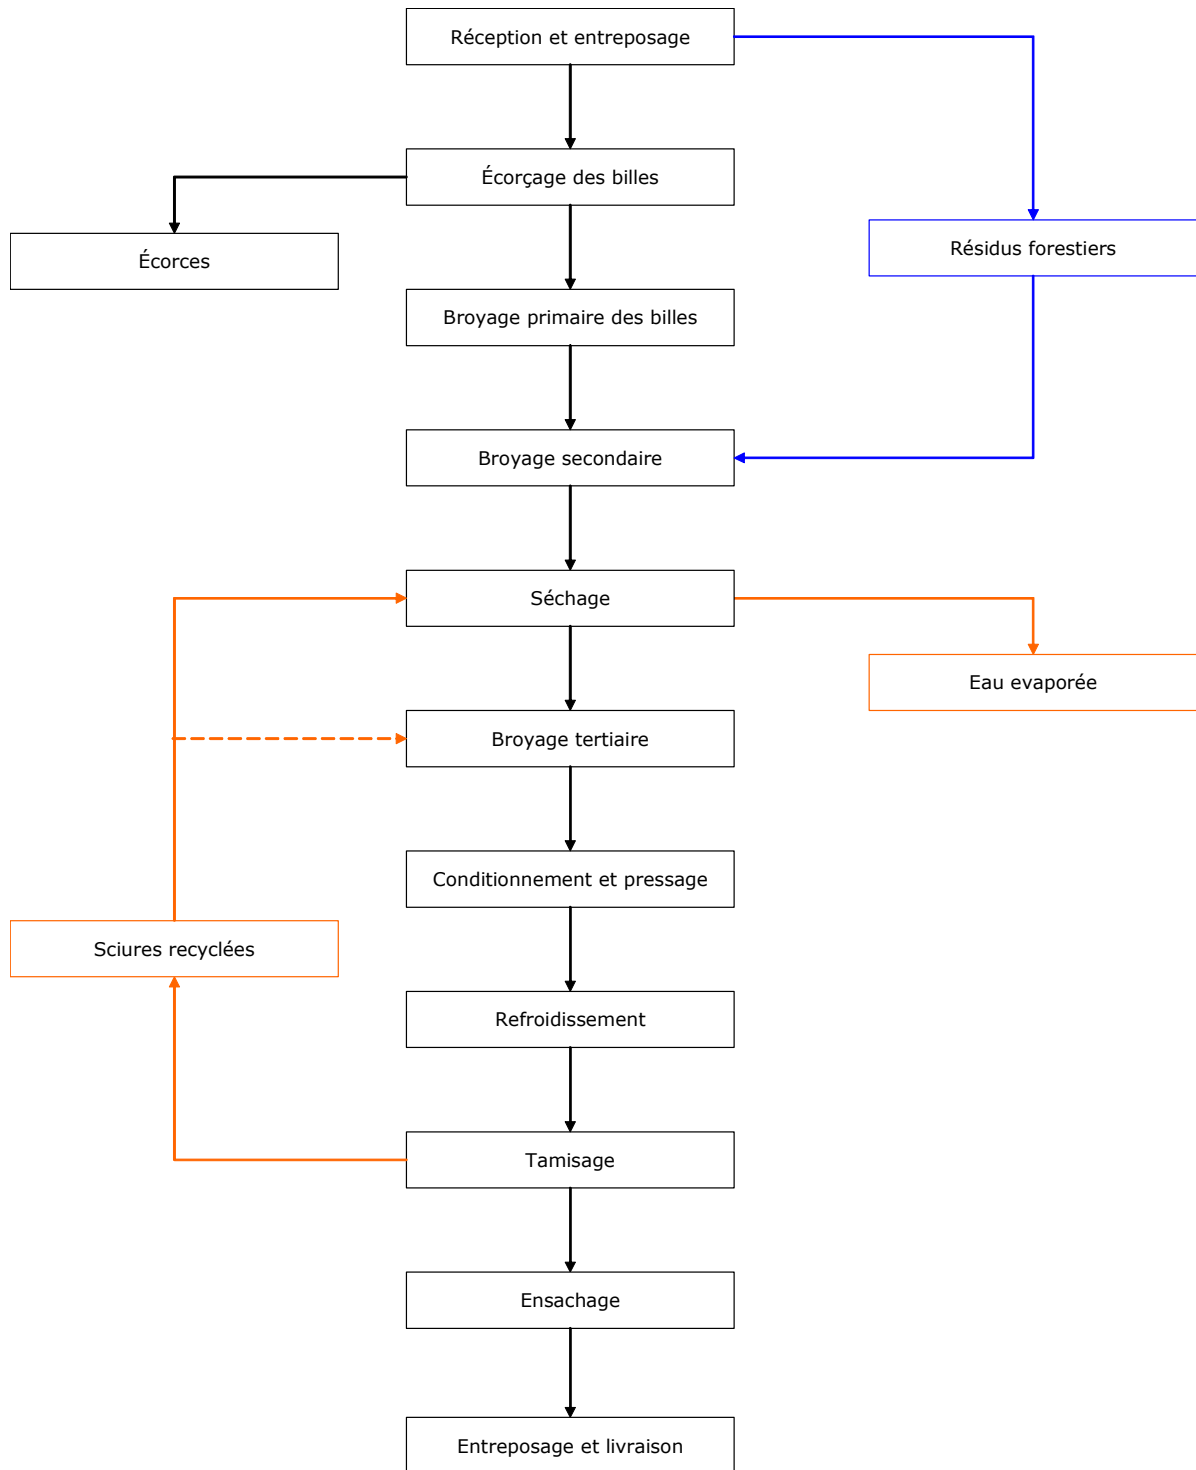 Réception et entreposage
Écorçage des billes
Écorces
Résidus forestiers
Broyage primaire des billes
Broyage secondaire
Séchage
Eau evaporée
Broyage tertiaire
Conditionnement et pressage
Sciures recyclées
Refroidissement
Tamisage
Ensachage
Entreposage et livraison